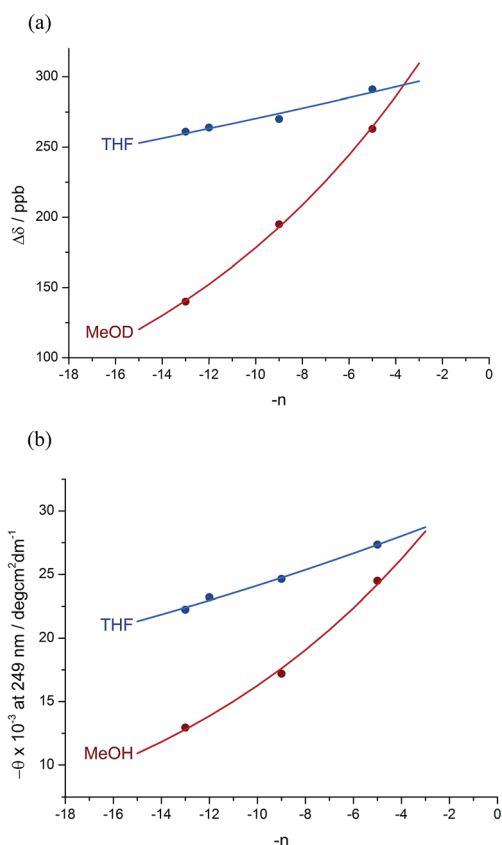 (a)
300
250
200
150
100
Δδ / ppb
THF
MeOD
-18 -16 -14 -12 -10 -8 -6 -4 -2 0
-n
(b)
30
25
20
15
10
−θ x 10⁻³ at 249 nm / degcm²dm⁻¹
THF
MeOH
-18 -16 -14 -12 -10 -8 -6 -4 -2 0
-n